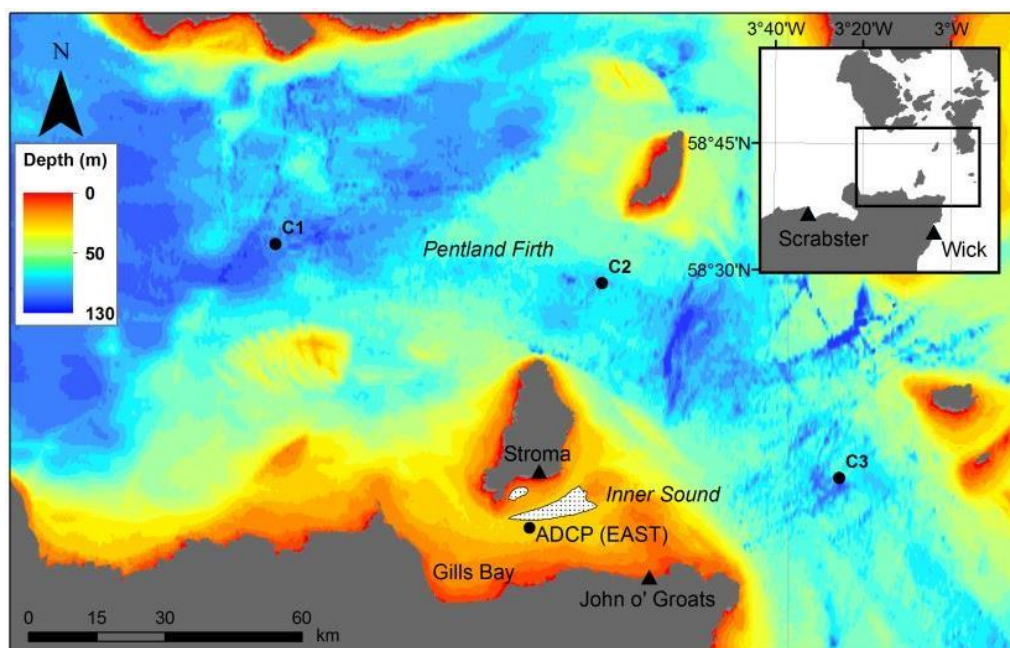 3°40'W 3°20'W 3°W
N
58°45'N
Depth (m)
0
50
130
C1
Pentland Firth
Scrabster
Wick
C2
58°30'N
Stroma
C3
Inner Sound
ADCP (EAST)
Gills Bay
John o' Groats
0 15 30 60
km